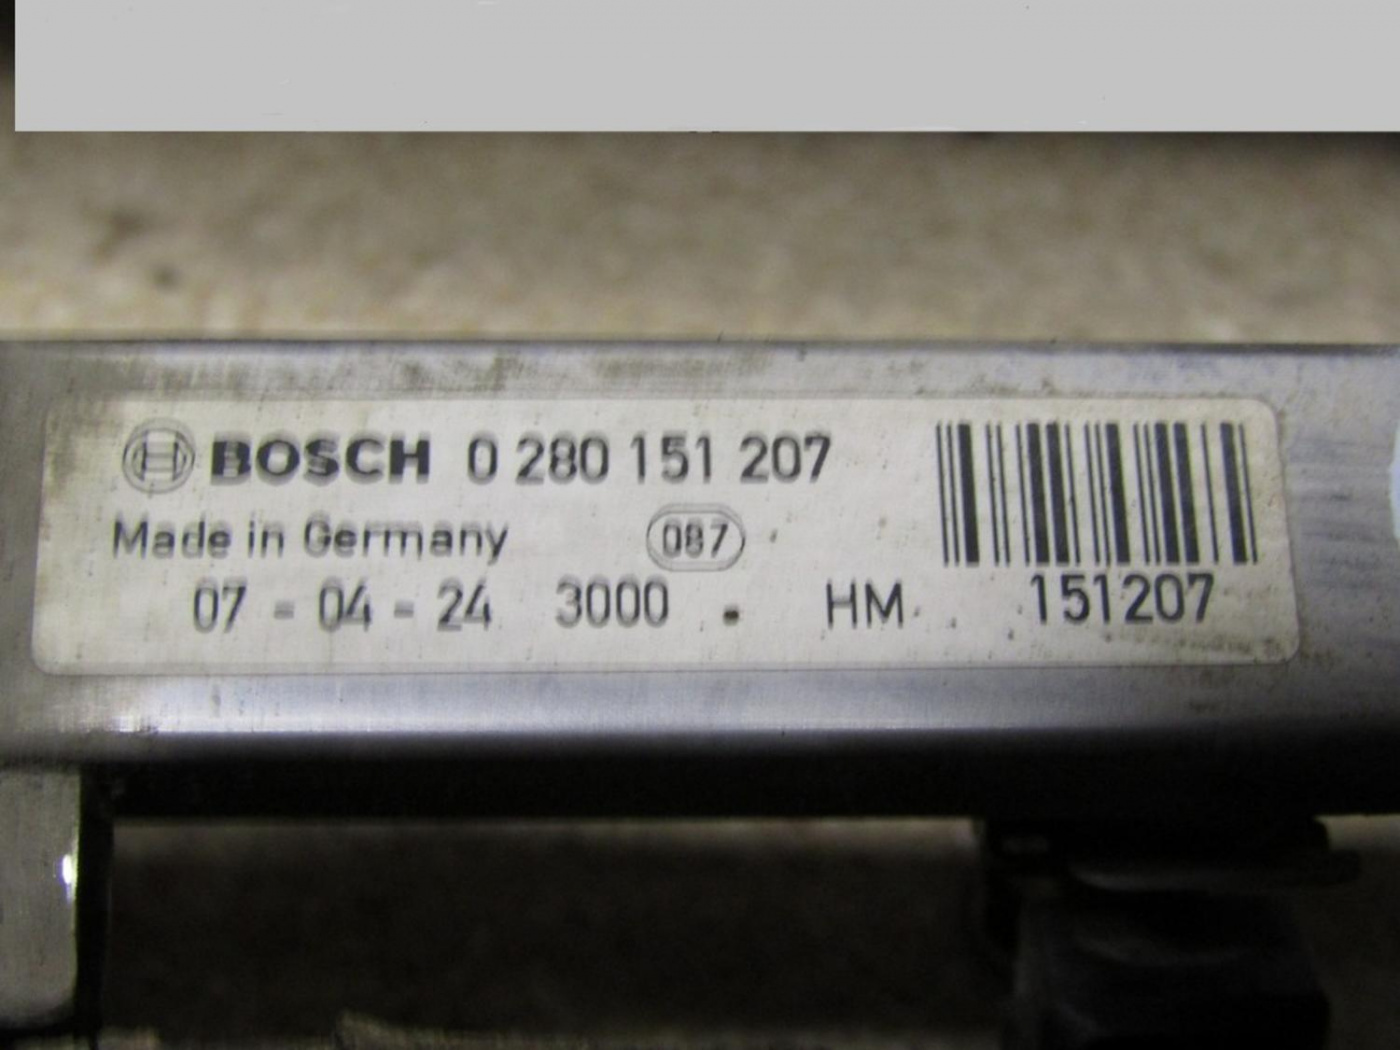 BOSCH 0 280 151 207
Made in Germany 087
07 - 04 - 24 3000 . HM 151207